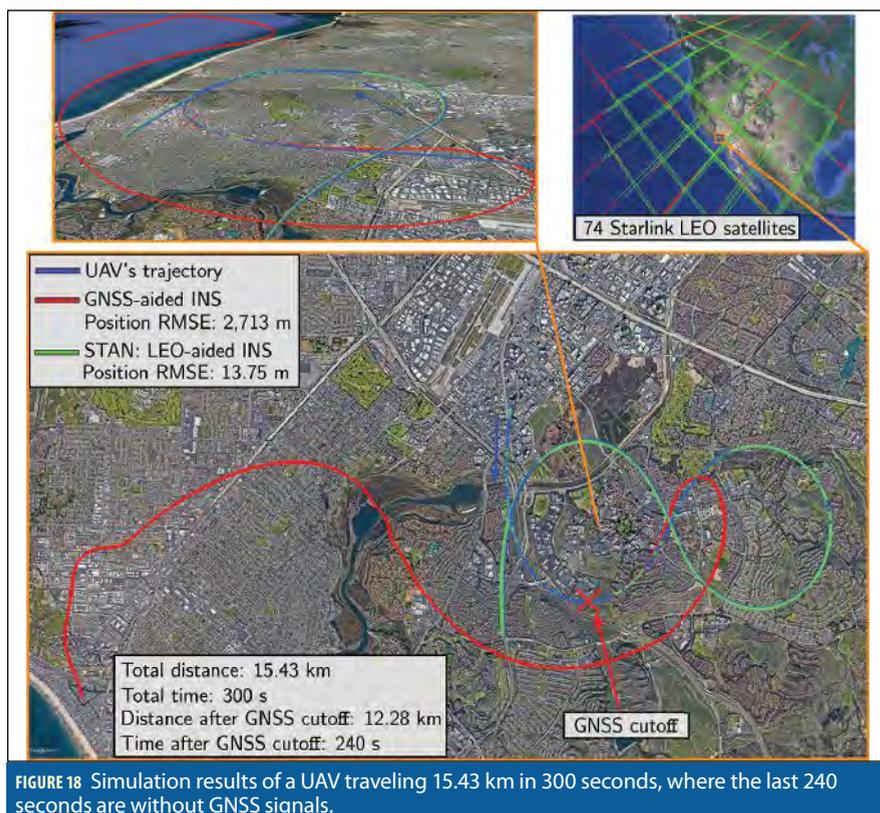 74 Starlink LEO satellites
UAV's trajectory
GNSS-aided INS
Position RMSE: 2,713 m
STAN: LEO-aided INS
Position RMSE: 13.75 m
Total distance: 15.43 km
Total time: 300 s
Distance after GNSS cutoff: 12.28 km
Time after GNSS cutoff: 240 s
GNSS cutoff
FIGURE 18 Simulation results of a UAV traveling 15.43 km in 300 seconds, where the last 240
seconds are without GNSS signals.